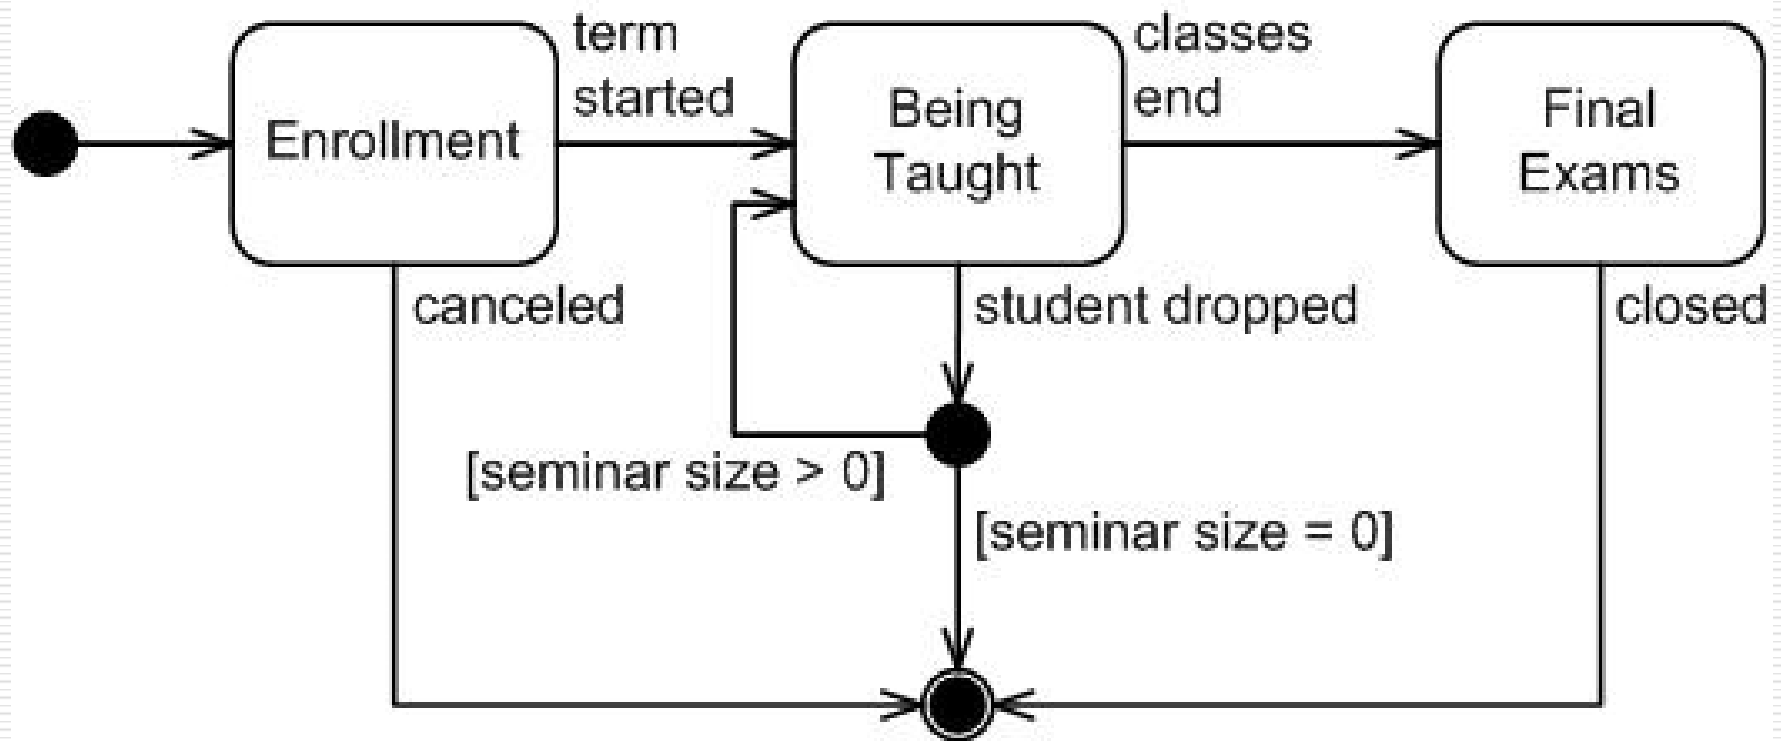 term
started
classes
end
Enrollment
Being
Taught
Final
Exams
canceled
student dropped
closed
[seminar size > 0]
[seminar size = 0]